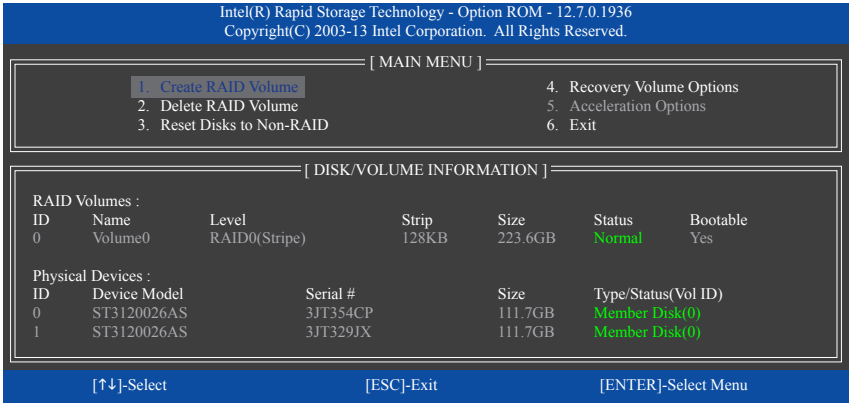 Intel(R) Rapid Storage Technology - Option ROM - 12.7.0.1936
Copyright(C) 2003-13 Intel Corporation. All Rights Reserved.
[ MAIN MENU ]
1. Create RAID Volume 4. Recovery Volume Options
2. Delete RAID Volume 5. Acceleration Options
3. Reset Disks to Non-RAID 6. Exit
[ DISK/VOLUME INFORMATION ]
RAID Volumes :
ID Name Level Strip Size Status Bootable
0 Volume0 RAID0(Stripe) 128KB 223.6GB Normal Yes
Physical Devices :
ID Device Model Serial # Size Type/Status(Vol ID)
0 ST3120026AS 3JT354CP 111.7GB Member Disk(0)
1 ST3120026AS 3JT329JX 111.7GB Member Disk(0)
[↑↓]-Select [ESC]-Exit [ENTER]-Select Menu